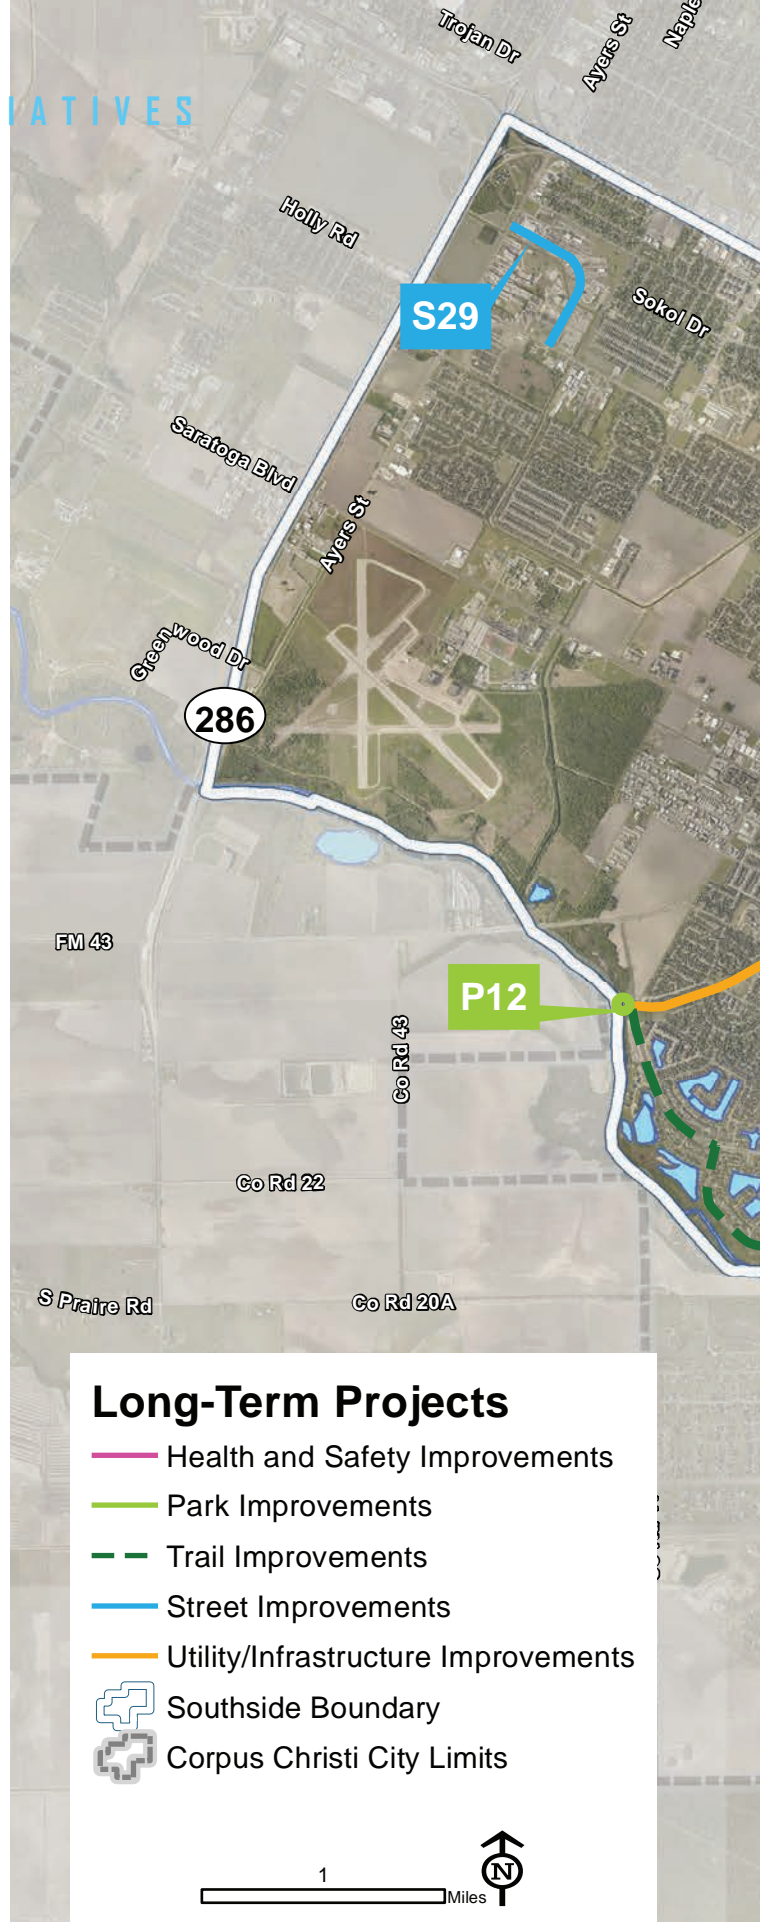 IATIVES
Trojan Dr
Ayers St
Naple
Holly Rd
S29
Sokol Dr
Saratoga Blvd
Ayers St
Greenwood Dr
286
FM 43
P12
Co Rd 43
Co Rd 22
S Praire Rd
Co Rd 20A
Long-Term Projects
Health and Safety Improvements
Park Improvements
Trail Improvements
Street Improvements
Utility/Infrastructure Improvements
Southside Boundary
Corpus Christi City Limits
1
Miles
N